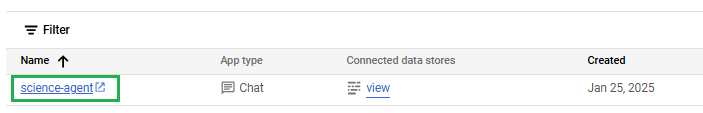 Filter
Name App type Connected data stores Created
science-agent Chat view Jan 25, 2025